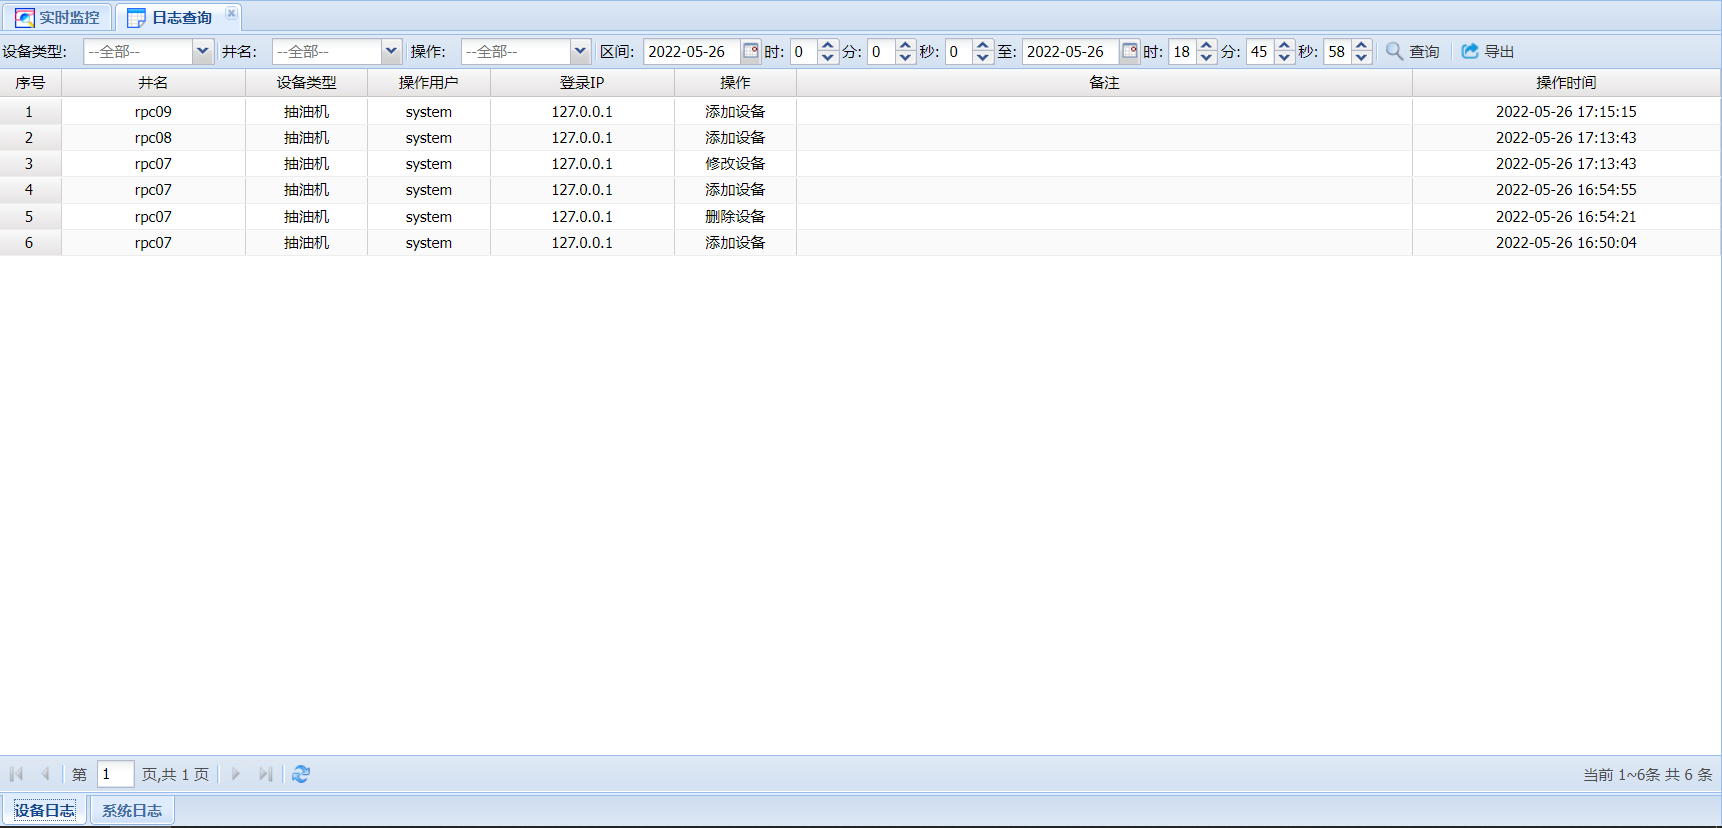 实时监控 日志查询
设备类型: --全部-- 井名: --全部-- 操作: --全部-- 区间: 2022-05-26 时: 0 分: 0 秒: 0 至: 2022-05-26 时: 18 分: 45 秒: 58 查询 导出
序号 井名 设备类型 操作用户 登录IP 操作 备注 操作时间
1 rpc09 抽油机 system 127.0.0.1 添加设备 2022-05-26 17:15:15
2 rpc08 抽油机 system 127.0.0.1 添加设备 2022-05-26 17:13:43
3 rpc07 抽油机 system 127.0.0.1 修改设备 2022-05-26 17:13:43
4 rpc07 抽油机 system 127.0.0.1 添加设备 2022-05-26 16:54:55
5 rpc07 抽油机 system 127.0.0.1 删除设备 2022-05-26 16:54:21
6 rpc07 抽油机 system 127.0.0.1 添加设备 2022-05-26 16:50:04
第 1 页,共 1 页 当前 1~6条 共 6 条
设备日志 系统日志